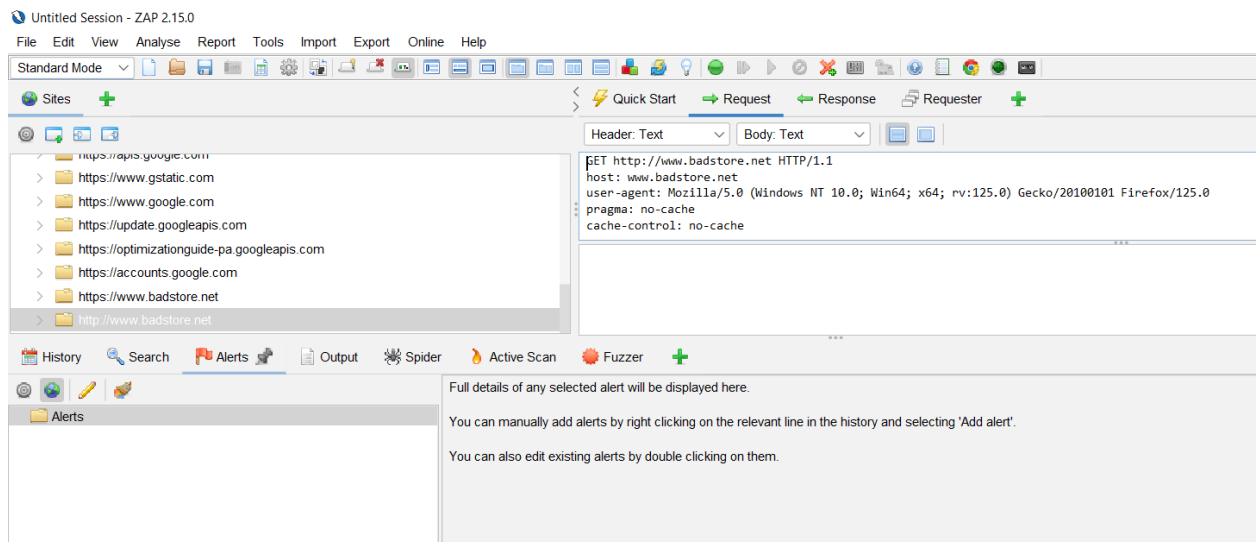 Untitled Session - ZAP 2.15.0
File Edit View Analyse Report Tools Import Export Online Help
Standard Mode
Sites
Quick Start Request Response Requester
Header: Text Body: Text
https://apis.google.com
https://www.gstatic.com
https://www.google.com
https://update.googleapis.com
https://optimizationguide-pa.googleapis.com
https://accounts.google.com
https://www.badstore.net
http://www.badstore.net
GET http://www.badstore.net HTTP/1.1
host: www.badstore.net
user-agent: Mozilla/5.0 (Windows NT 10.0; Win64; x64; rv:125.0) Gecko/20100101 Firefox/125.0
pragma: no-cache
cache-control: no-cache
History Search Alerts Output Spider Active Scan Fuzzer
Alerts
Full details of any selected alert will be displayed here.
You can manually add alerts by right clicking on the relevant line in the history and selecting 'Add alert'.
You can also edit existing alerts by double clicking on them.